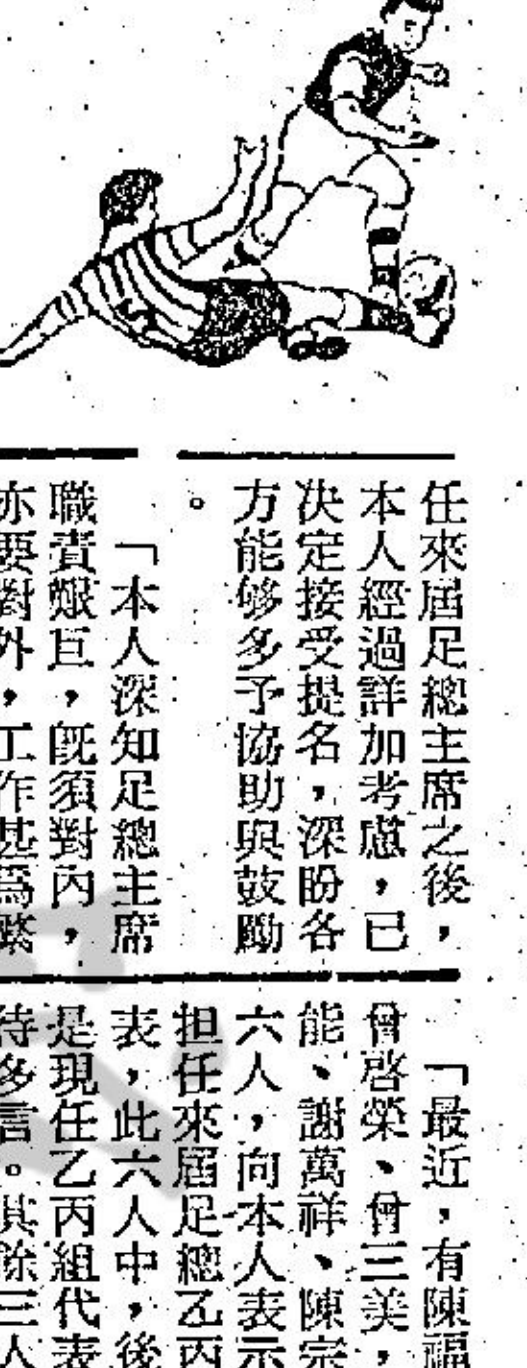 任來屆足總主席之後，
本人經過詳加考慮，已
决定接受提名，深盼各
方能够多予協助與鼓勵
。
「本人深知足總主席
職責艱巨，既須對內，
亦要對外，工作甚爲繁
「最近，有陳福
曾啓榮、曾三美，
能、謝萬祥、陳宗
六人，向本人表示
担任來屆足總乙丙
表，此六人中，後
是現任乙丙組代表
待多言。其餘三人